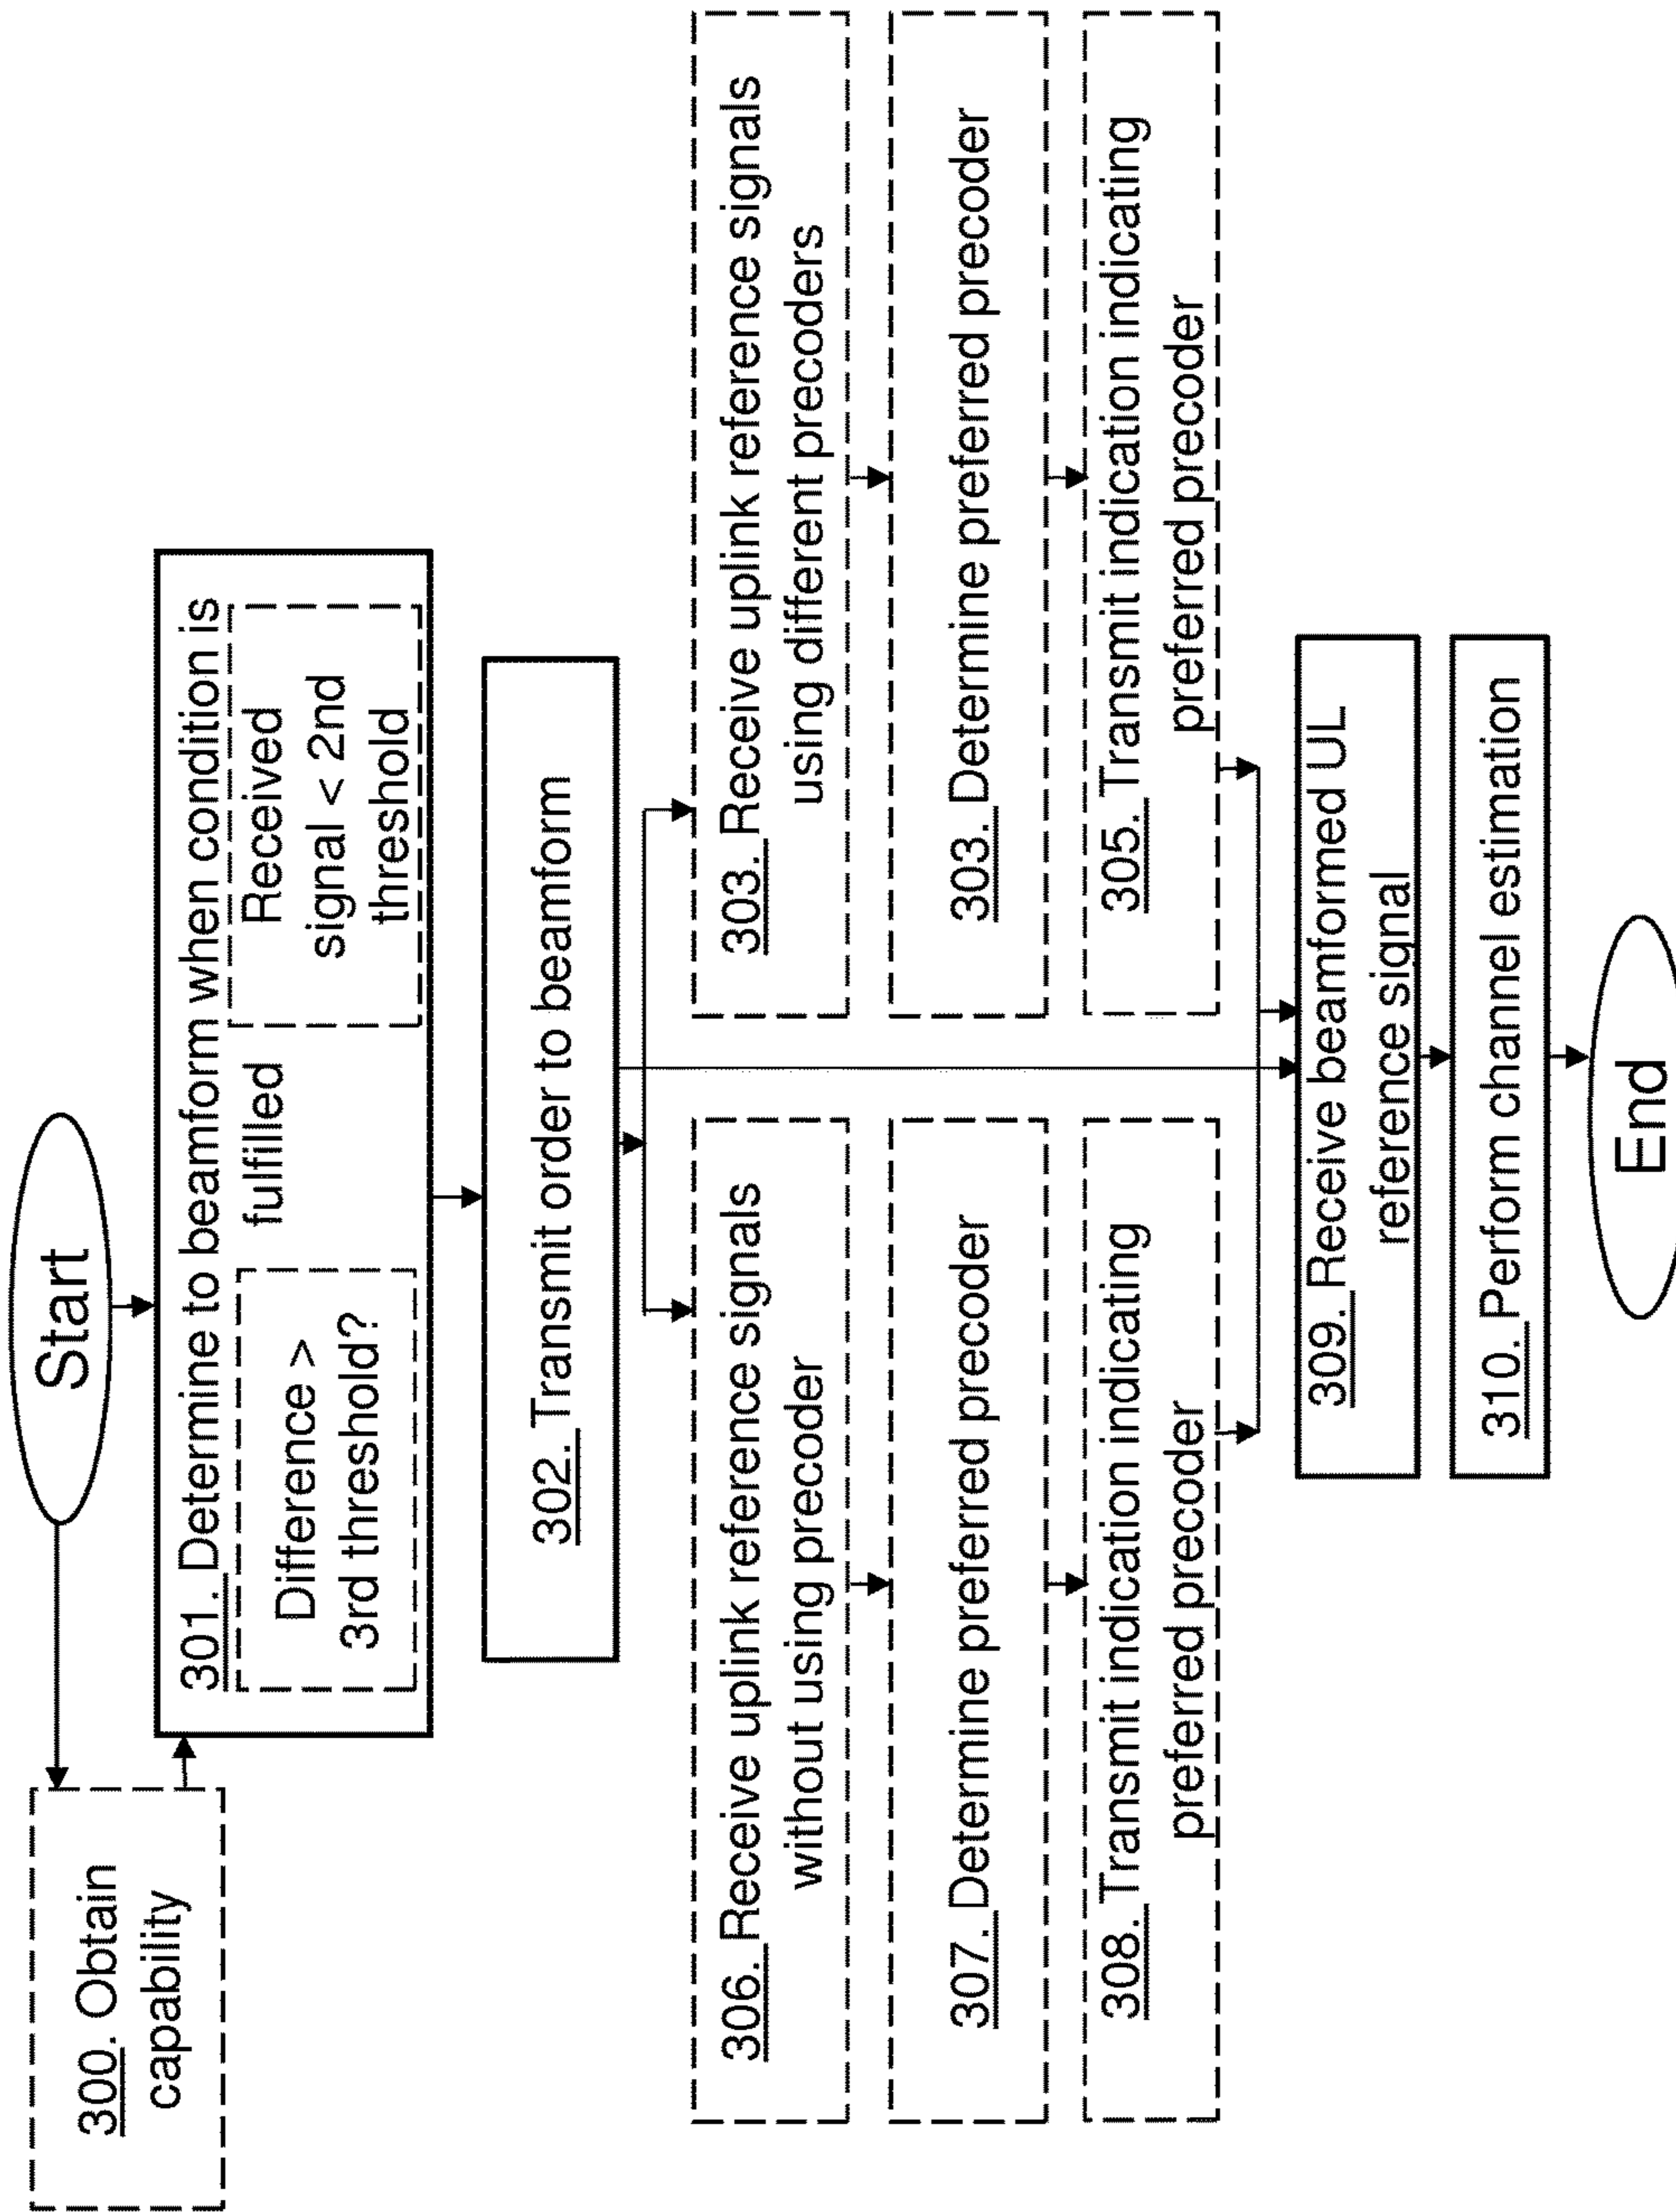 Start
300. Obtain
capability
301. Determine to beamform when condition is
fulfilled
Difference >
3rd threshold?
Received
signal < 2nd
threshold
302. Transmit order to beamform
306. Receive uplink reference signals
without using precoder
307. Determine preferred precoder
308. Transmit indication indicating
preferred precoder
303. Receive uplink reference signals
using different precoders
303. Determine preferred precoder
305. Transmit indication indicating
preferred precoder
309. Receive beamformed UL
reference signal
310. Perform channel estimation
End